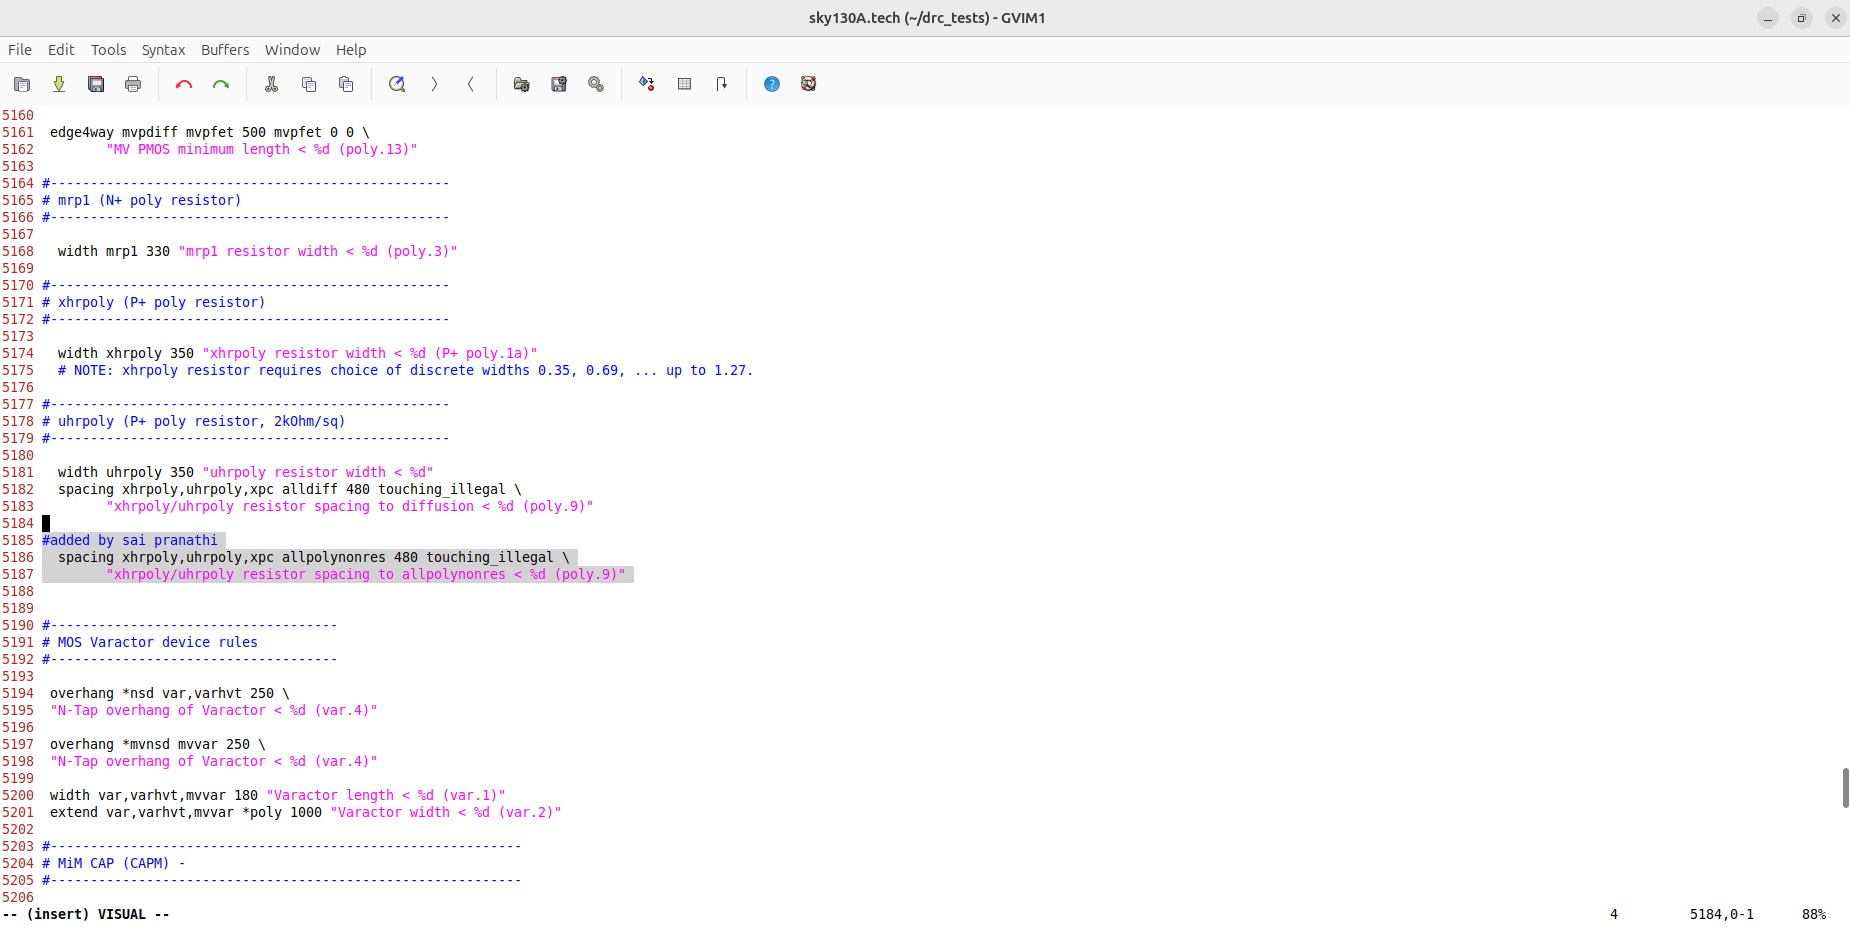 sky130A.tech (~/drc_tests) - GVIM1
File Edit Tools Syntax Buffers Window Help
5160
5161  edge4way mvpdiff mvpfet 500 mvpfet 0 0 \
5162         "MV PMOS minimum length < %d (poly.13)"
5163
5164 #--------------------------------------------------
5165 # mrp1 (N+ poly resistor)
5166 #--------------------------------------------------
5167
5168   width mrp1 330 "mrp1 resistor width < %d (poly.3)"
5169
5170 #--------------------------------------------------
5171 # xhrpoly (P+ poly resistor)
5172 #--------------------------------------------------
5173
5174   width xhrpoly 350 "xhrpoly resistor width < %d (P+ poly.1a)"
5175   # NOTE: xhrpoly resistor requires choice of discrete widths 0.35, 0.69, ... up to 1.27.
5176
5177 #--------------------------------------------------
5178 # uhrpoly (P+ poly resistor, 2kOhm/sq)
5179 #--------------------------------------------------
5180
5181   width uhrpoly 350 "uhrpoly resistor width < %d"
5182   spacing xhrpoly,uhrpoly,xpc alldiff 480 touching_illegal \
5183         "xhrpoly/uhrpoly resistor spacing to diffusion < %d (poly.9)"
5184
5185 #added by sai pranathi
5186   spacing xhrpoly,uhrpoly,xpc allpolynonres 480 touching_illegal \
5187         "xhrpoly/uhrpoly resistor spacing to allpolynonres < %d (poly.9)"
5188
5189
5190 #------------------------------------
5191 # MOS Varactor device rules
5192 #------------------------------------
5193
5194  overhang *nsd var,varhvt 250 \
5195  "N-Tap overhang of Varactor < %d (var.4)"
5196
5197  overhang *mvnsd mvvar 250 \
5198  "N-Tap overhang of Varactor < %d (var.4)"
5199
5200  width var,varhvt,mvvar 180 "Varactor length < %d (var.1)"
5201  extend var,varhvt,mvvar *poly 1000 "Varactor width < %d (var.2)"
5202
5203 #-----------------------------------------------------------
5204 # MiM CAP (CAPM) -
5205 #-----------------------------------------------------------
5206
-- (insert) VISUAL -- 4 5184,0-1 88%